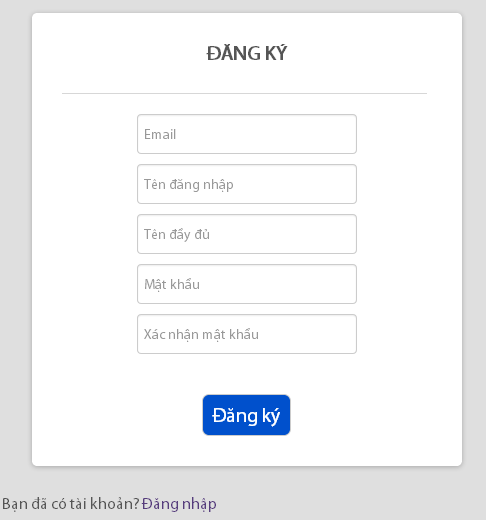 ĐĂNG KÝ
Email
Tên đăng nhập
Tên đẩy đủ
Mật khẩu
Xác nhận mật khẩu
Đăng ký
Bạn đã có tài khoản? Đăng nhập